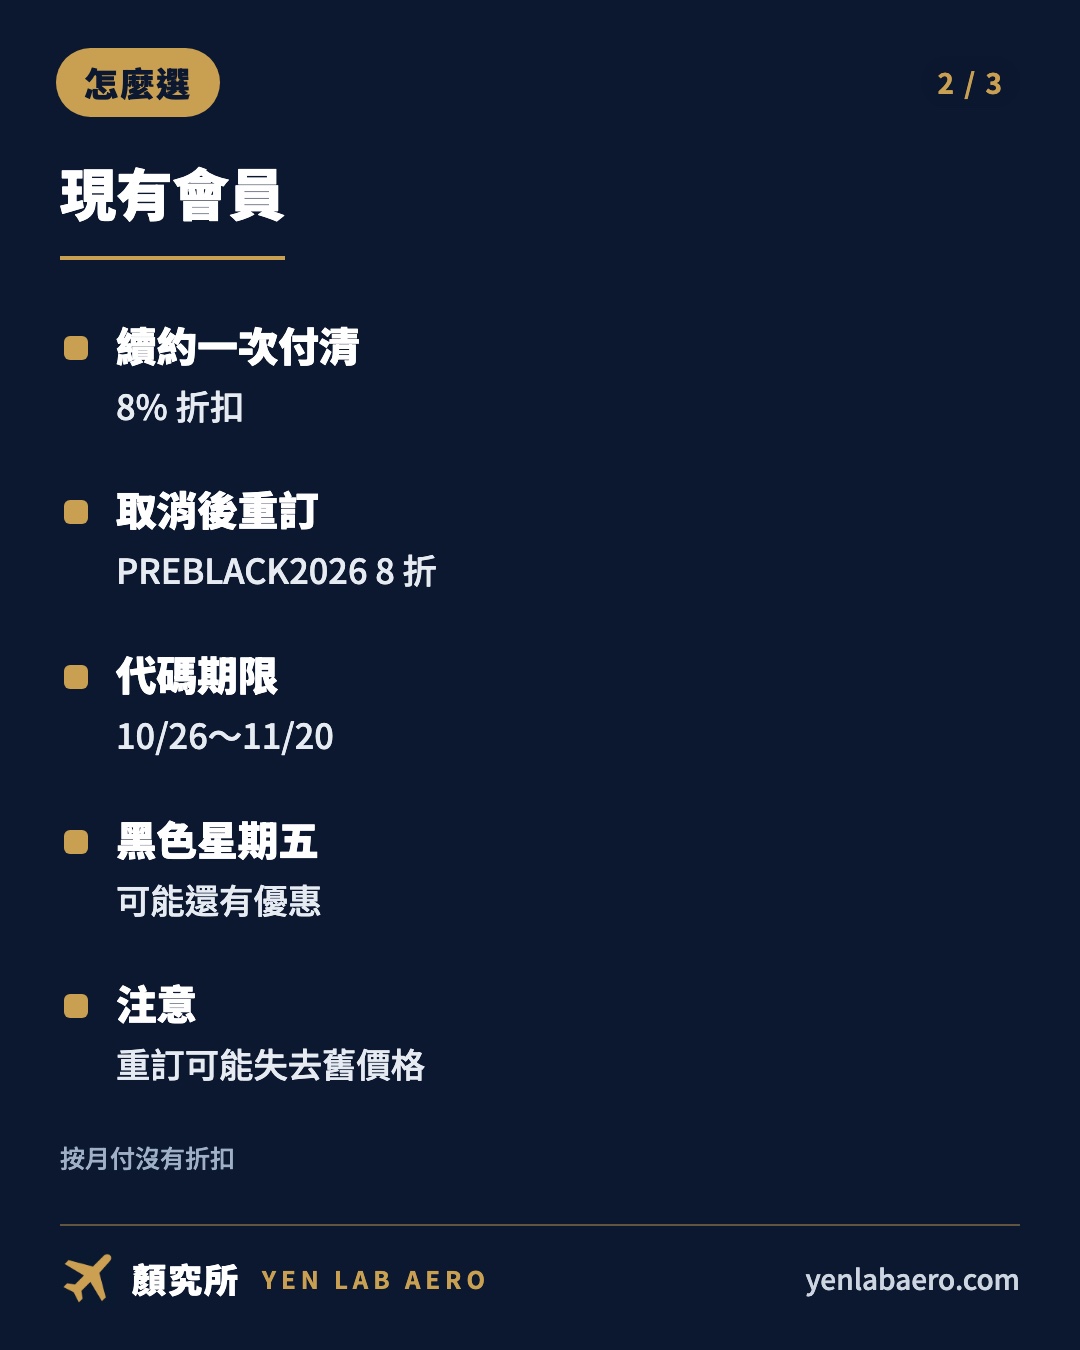 怎麼選
2 / 3
現有會員
續約一次付清
8% 折扣
取消後重訂
PREBLACK2026 8 折
代碼期限
10/26～11/20
黑色星期五
可能還有優惠
注意
重訂可能失去舊價格
按月付沒有折扣
顏究所 YEN LAB AERO
yenlabaero.com